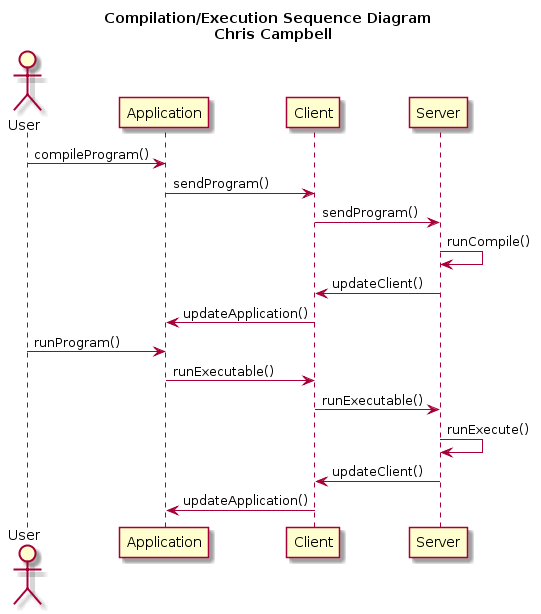 Compilation/Execution Sequence Diagram
Chris Campbell
User
Application
Client
Server
compileProgram()
sendProgram()
sendProgram()
runCompile()
updateClient()
updateApplication()
runProgram()
runExecutable()
runExecutable()
runExecute()
updateClient()
updateApplication()
User
Application
Client
Server